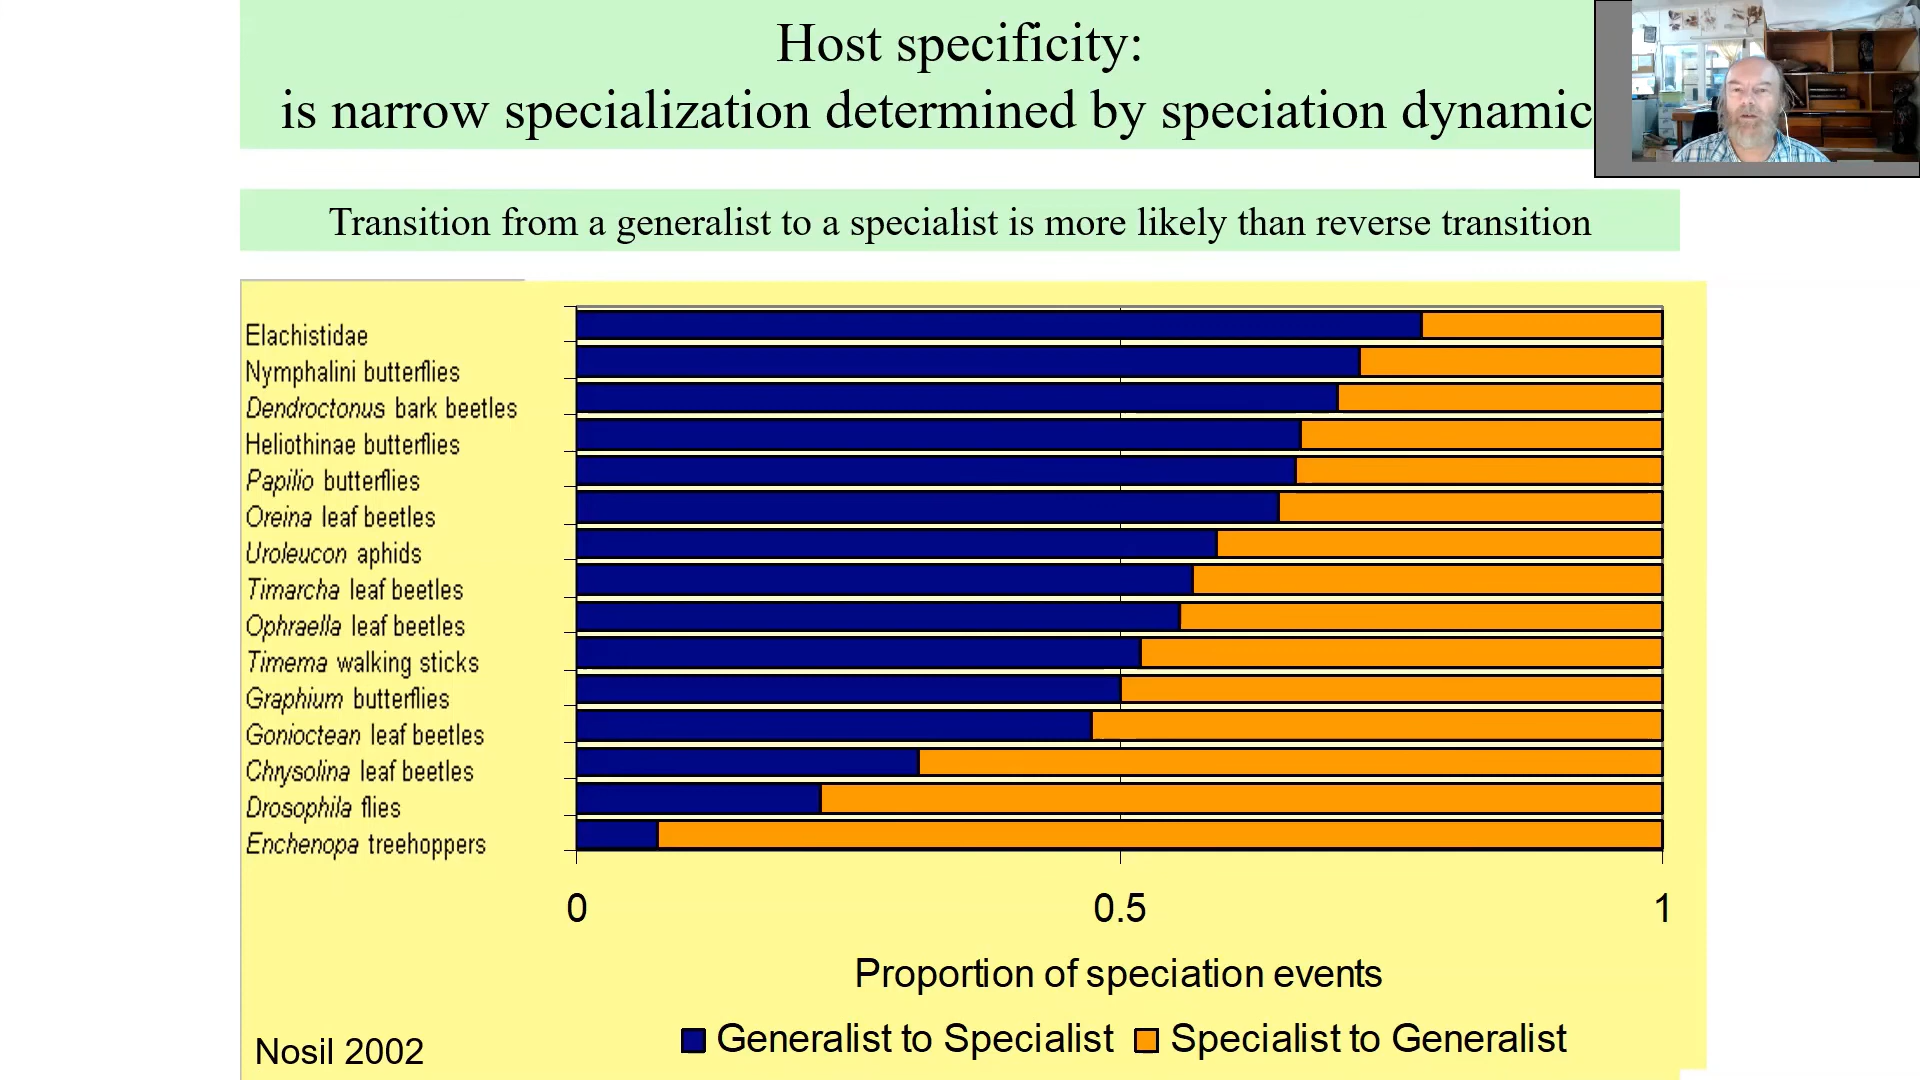 Host specificity:
is narrow specialization determined by speciation dynamic
Transition from a generalist to a specialist is more likely than reverse transition
Elachistidae
Nymphalini butterflies
Dendroctonus bark beetles
Heliothinae butterflies
Papilio butterflies
Oreina leaf beetles
Uroleucon aphids
Timarcha leaf beetles
Ophraella leaf beetles
Timema walking sticks
Graphium butterflies
Gonioctean leaf beetles
Chrysolina leaf beetles
Drosophila flies
Enchenopa treehoppers
0 0.5 1
Proportion of speciation events
Generalist to Specialist Specialist to Generalist
Nosil 2002